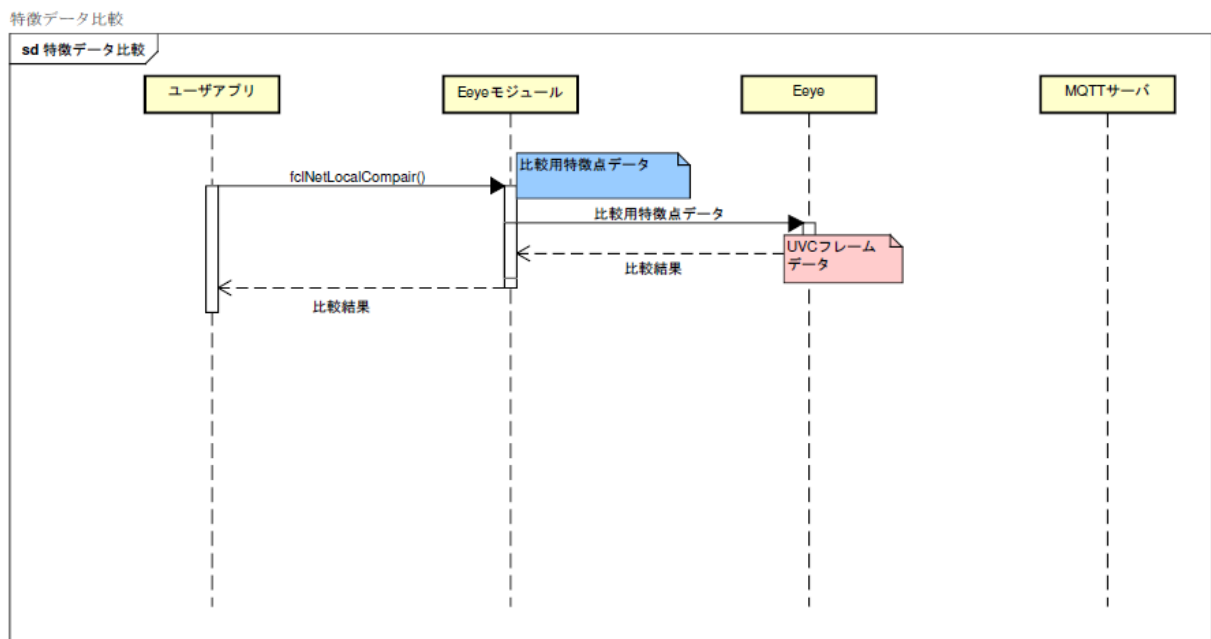 特徴データ比較
sd 特徴データ比較
ユーザアプリ
Eeyeモジュール
Eeye
MQTTサーバ
比較用特徴点データ
fclNetLocalCompair()
比較用特徴点データ
UVCフレーム
データ
比較結果
比較結果